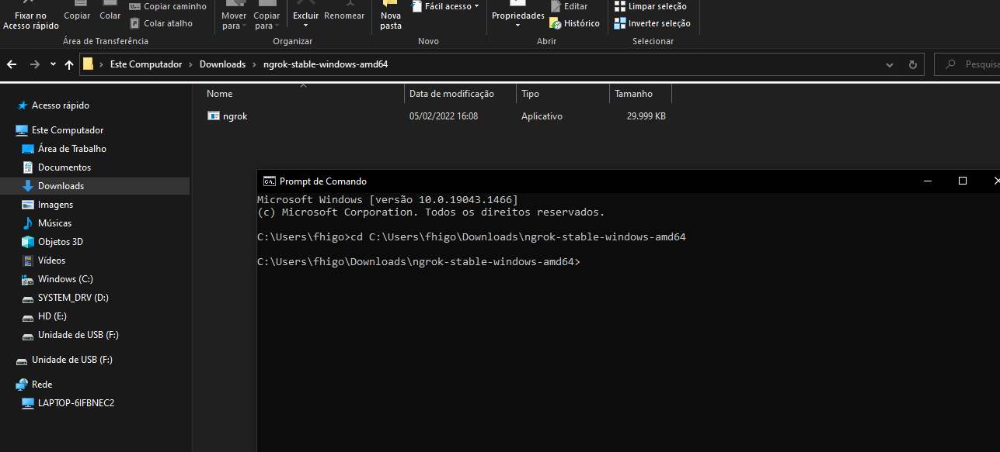 Copiar caminho
Fixar no
Acesso rápido
Copiar
Colar
Copiar atalho
Mover
para
Copiar
para
Excluir
Renomear
Nova
pasta
Fácil acesso
Propriedades
Editar
Histórico
Limpar seleção
Inverter seleção
Área de Transferência
Organizar
Novo
Abrir
Selecionar
Este Computador › Downloads › ngrok-stable-windows-amd64
Pesquisa
Nome
Data de modificação
Tipo
Tamanho
ngrok
05/02/2022 16:08
Aplicativo
29.999 KB
Acesso rápido
Este Computador
Área de Trabalho
Documentos
Downloads
Imagens
Músicas
Objetos 3D
Vídeos
Windows (C:)
SYSTEM_DRV (D:)
HD (E:)
Unidade de USB (F:)
Unidade de USB (F:)
Rede
LAPTOP-6IFBNEC2
Prompt de Comando
Microsoft Windows [versão 10.0.19043.1466]
(c) Microsoft Corporation. Todos os direitos reservados.
C:\Users\fhigo>cd C:\Users\fhigo\Downloads\ngrok-stable-windows-amd64
C:\Users\fhigo\Downloads\ngrok-stable-windows-amd64>